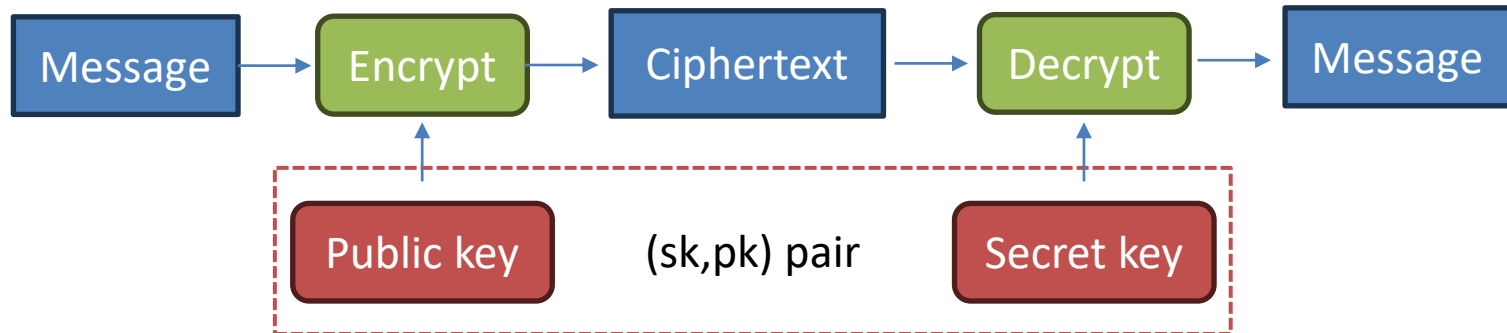 Message
Encrypt
Ciphertext
Decrypt
Message
Public key
(sk,pk) pair
Secret key